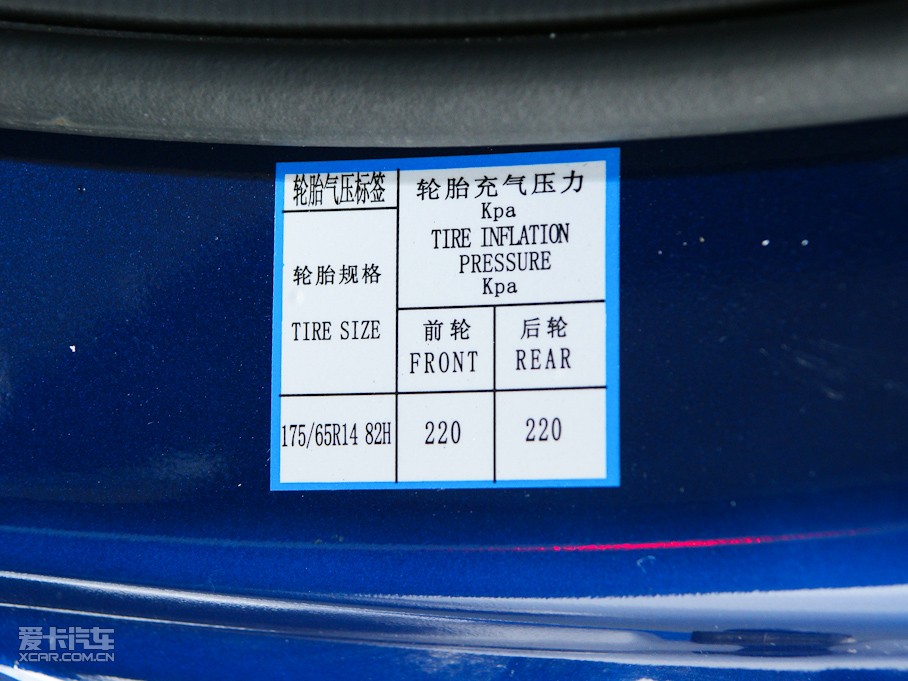 轮胎气压标签
轮胎规格
TIRE SIZE
轮胎充气压力
Kpa
TIRE INFLATION
PRESSURE
Kpa
前轮
FRONT
后轮
REAR
175/65R14 82H
220
220
爱卡汽车
XCAR.COM.CN